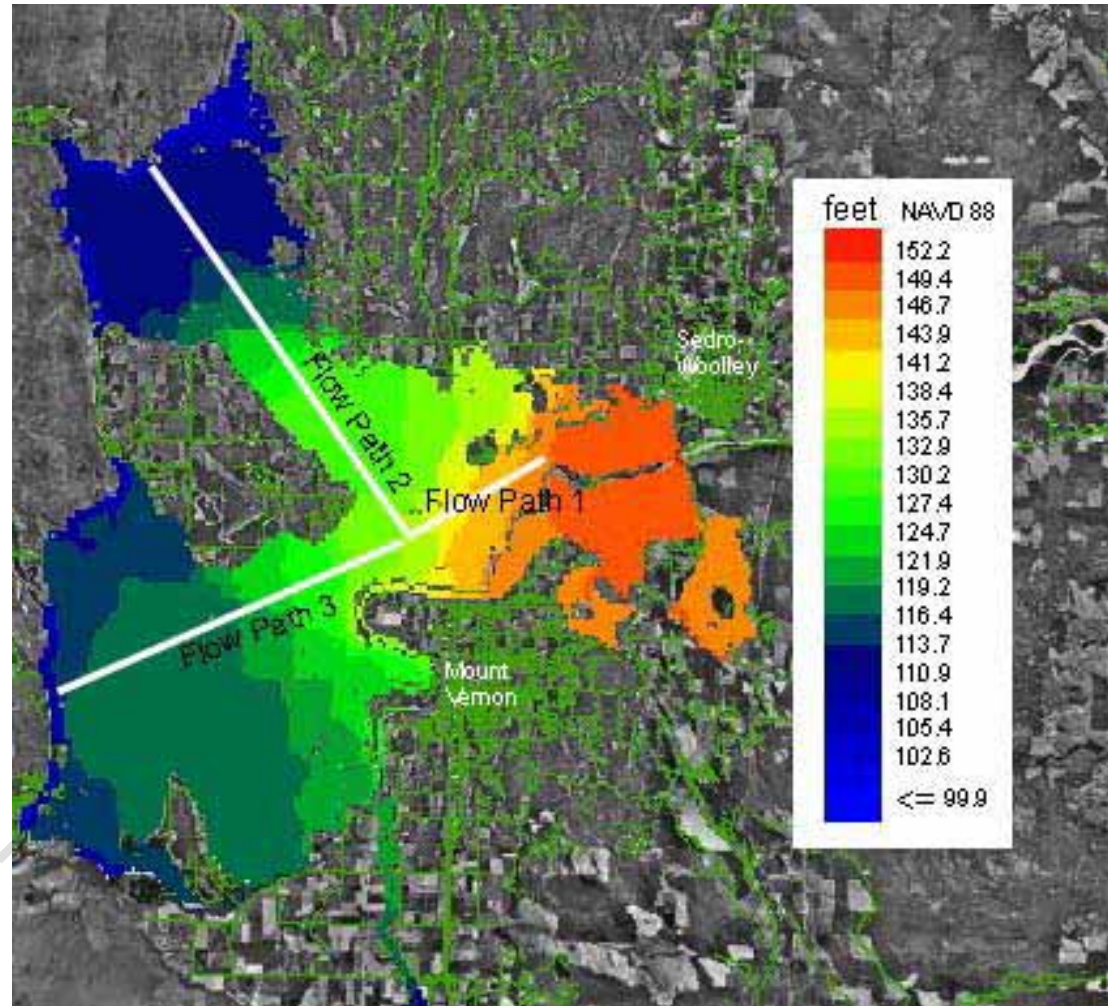 feet NAVD 88
152.2
149.4
146.7
143.9
141.2
138.4
135.7
132.9
130.2
127.4
124.7
121.9
119.2
116.4
113.7
110.9
108.1
105.4
102.6
<= 99.9
Sedro-
Woolley
Flow Path 2
Flow Path 1
Flow Path 3
Mount
Vernon